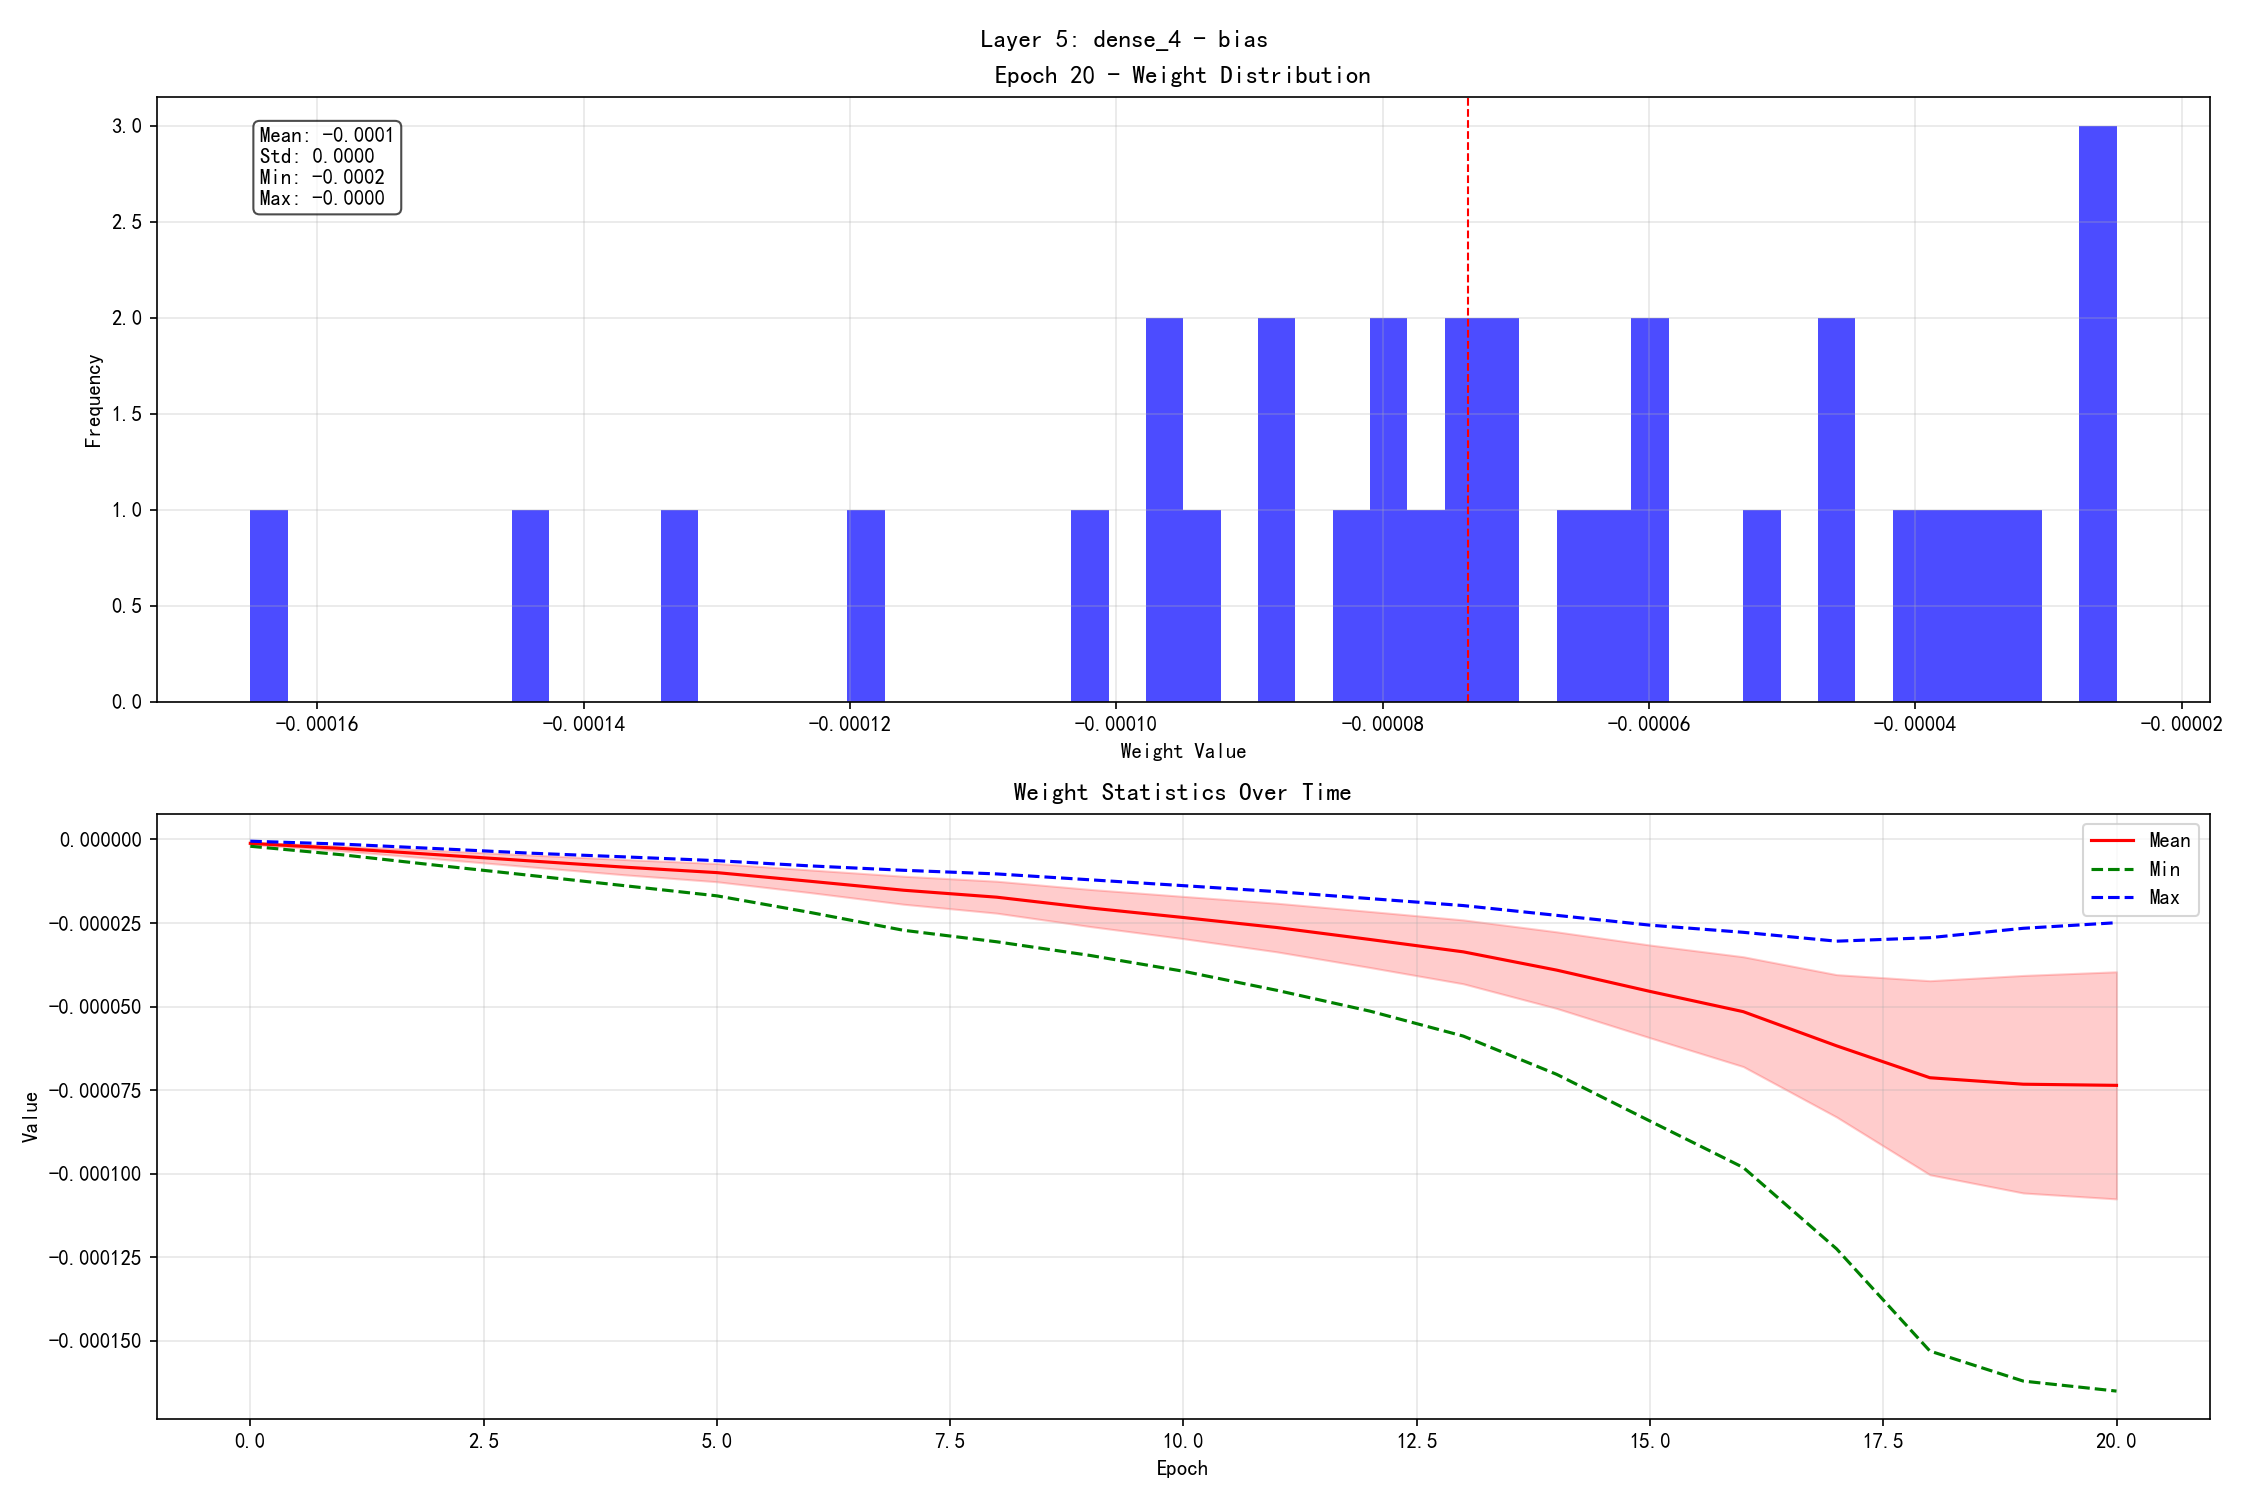 Layer 5: dense_4 - bias
Epoch 20 - Weight Distribution
Mean: -0.0001
Std: 0.0000
Min: -0.0002
Max: -0.0000
3.0
2.5
2.0
1.5
1.0
0.5
0.0
Frequency
-0.00016 -0.00014 -0.00012 -0.00010 -0.00008 -0.00006 -0.00004 -0.00002
Weight Value
Weight Statistics Over Time
0.000000
-0.000025
-0.000050
-0.000075
-0.000100
-0.000125
-0.000150
Value
Mean
Min
Max
0.0 2.5 5.0 7.5 10.0 12.5 15.0 17.5 20.0
Epoch